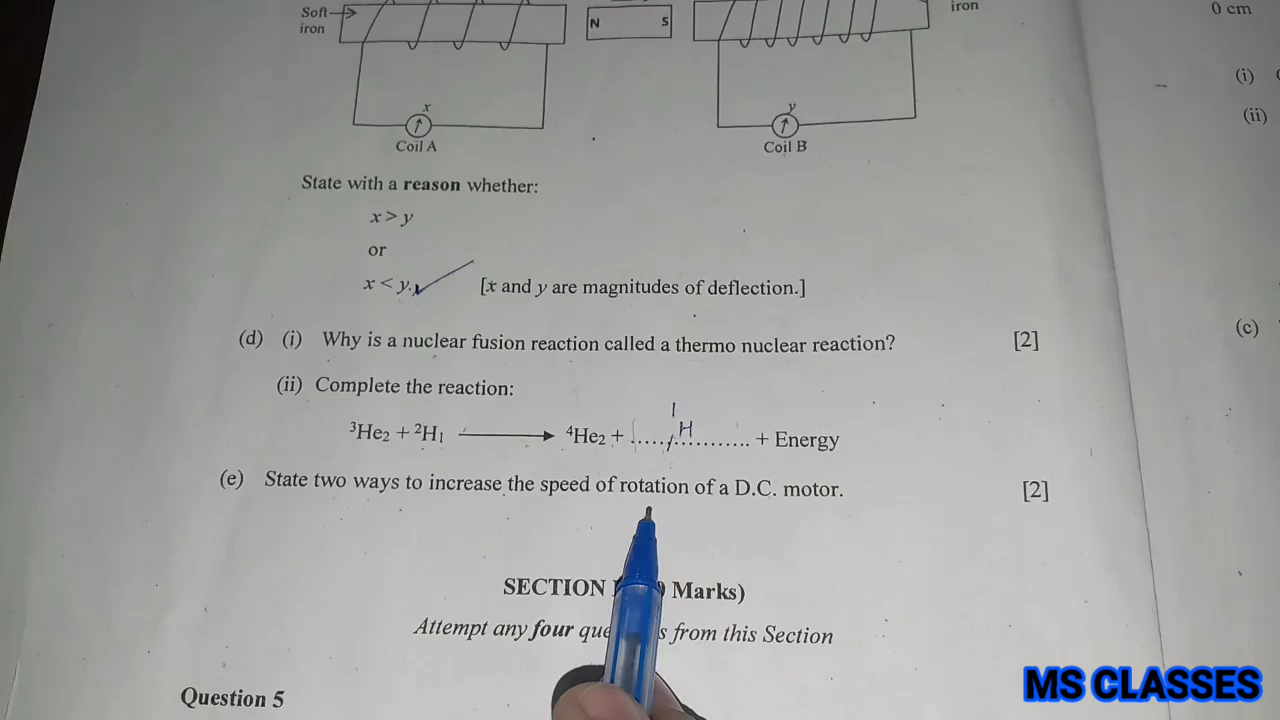 Soft
iron
N S
iron
0 cm
x
y
Coil A
Coil B
(i)
(ii)
State with a reason whether:
x > y
or
x < y. [x and y are magnitudes of deflection.]
(d) (i) Why is a nuclear fusion reaction called a thermo nuclear reaction? [2]
(c)
(ii) Complete the reaction:
³He₂ + ²H₁ ⟶ ⁴He₂ + ..... ¹₁H .......... + Energy
(e) State two ways to increase the speed of rotation of a D.C. motor. [2]
SECTION Marks)
Attempt any four from this Section
Question 5
MS CLASSES